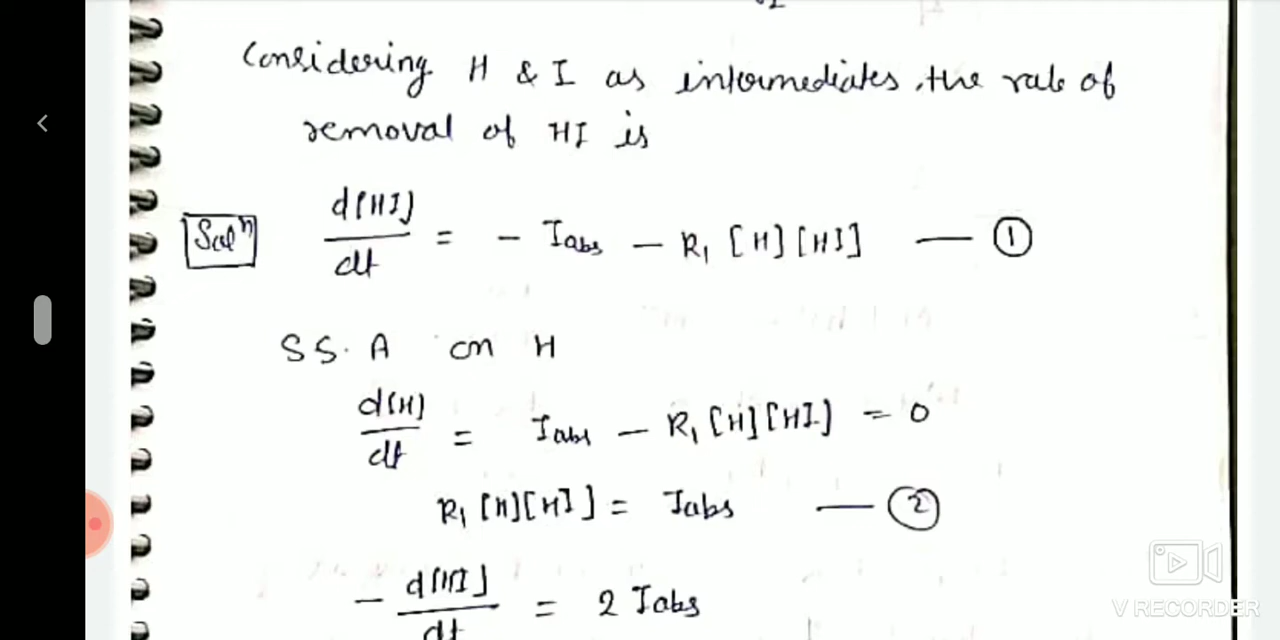 Considering H & I as intermediates, the rate of
removal of HI is
Solⁿ d[HI]/dt = - Iabs - R₁ [H][HI] — ①
S S. A on H
d[H]/dt = Iabs - R₁ [H][HI] = 0
R₁ [H][HI] = Iabs — ②
- d[HI]/dt = 2 Iabs
V RECORDER